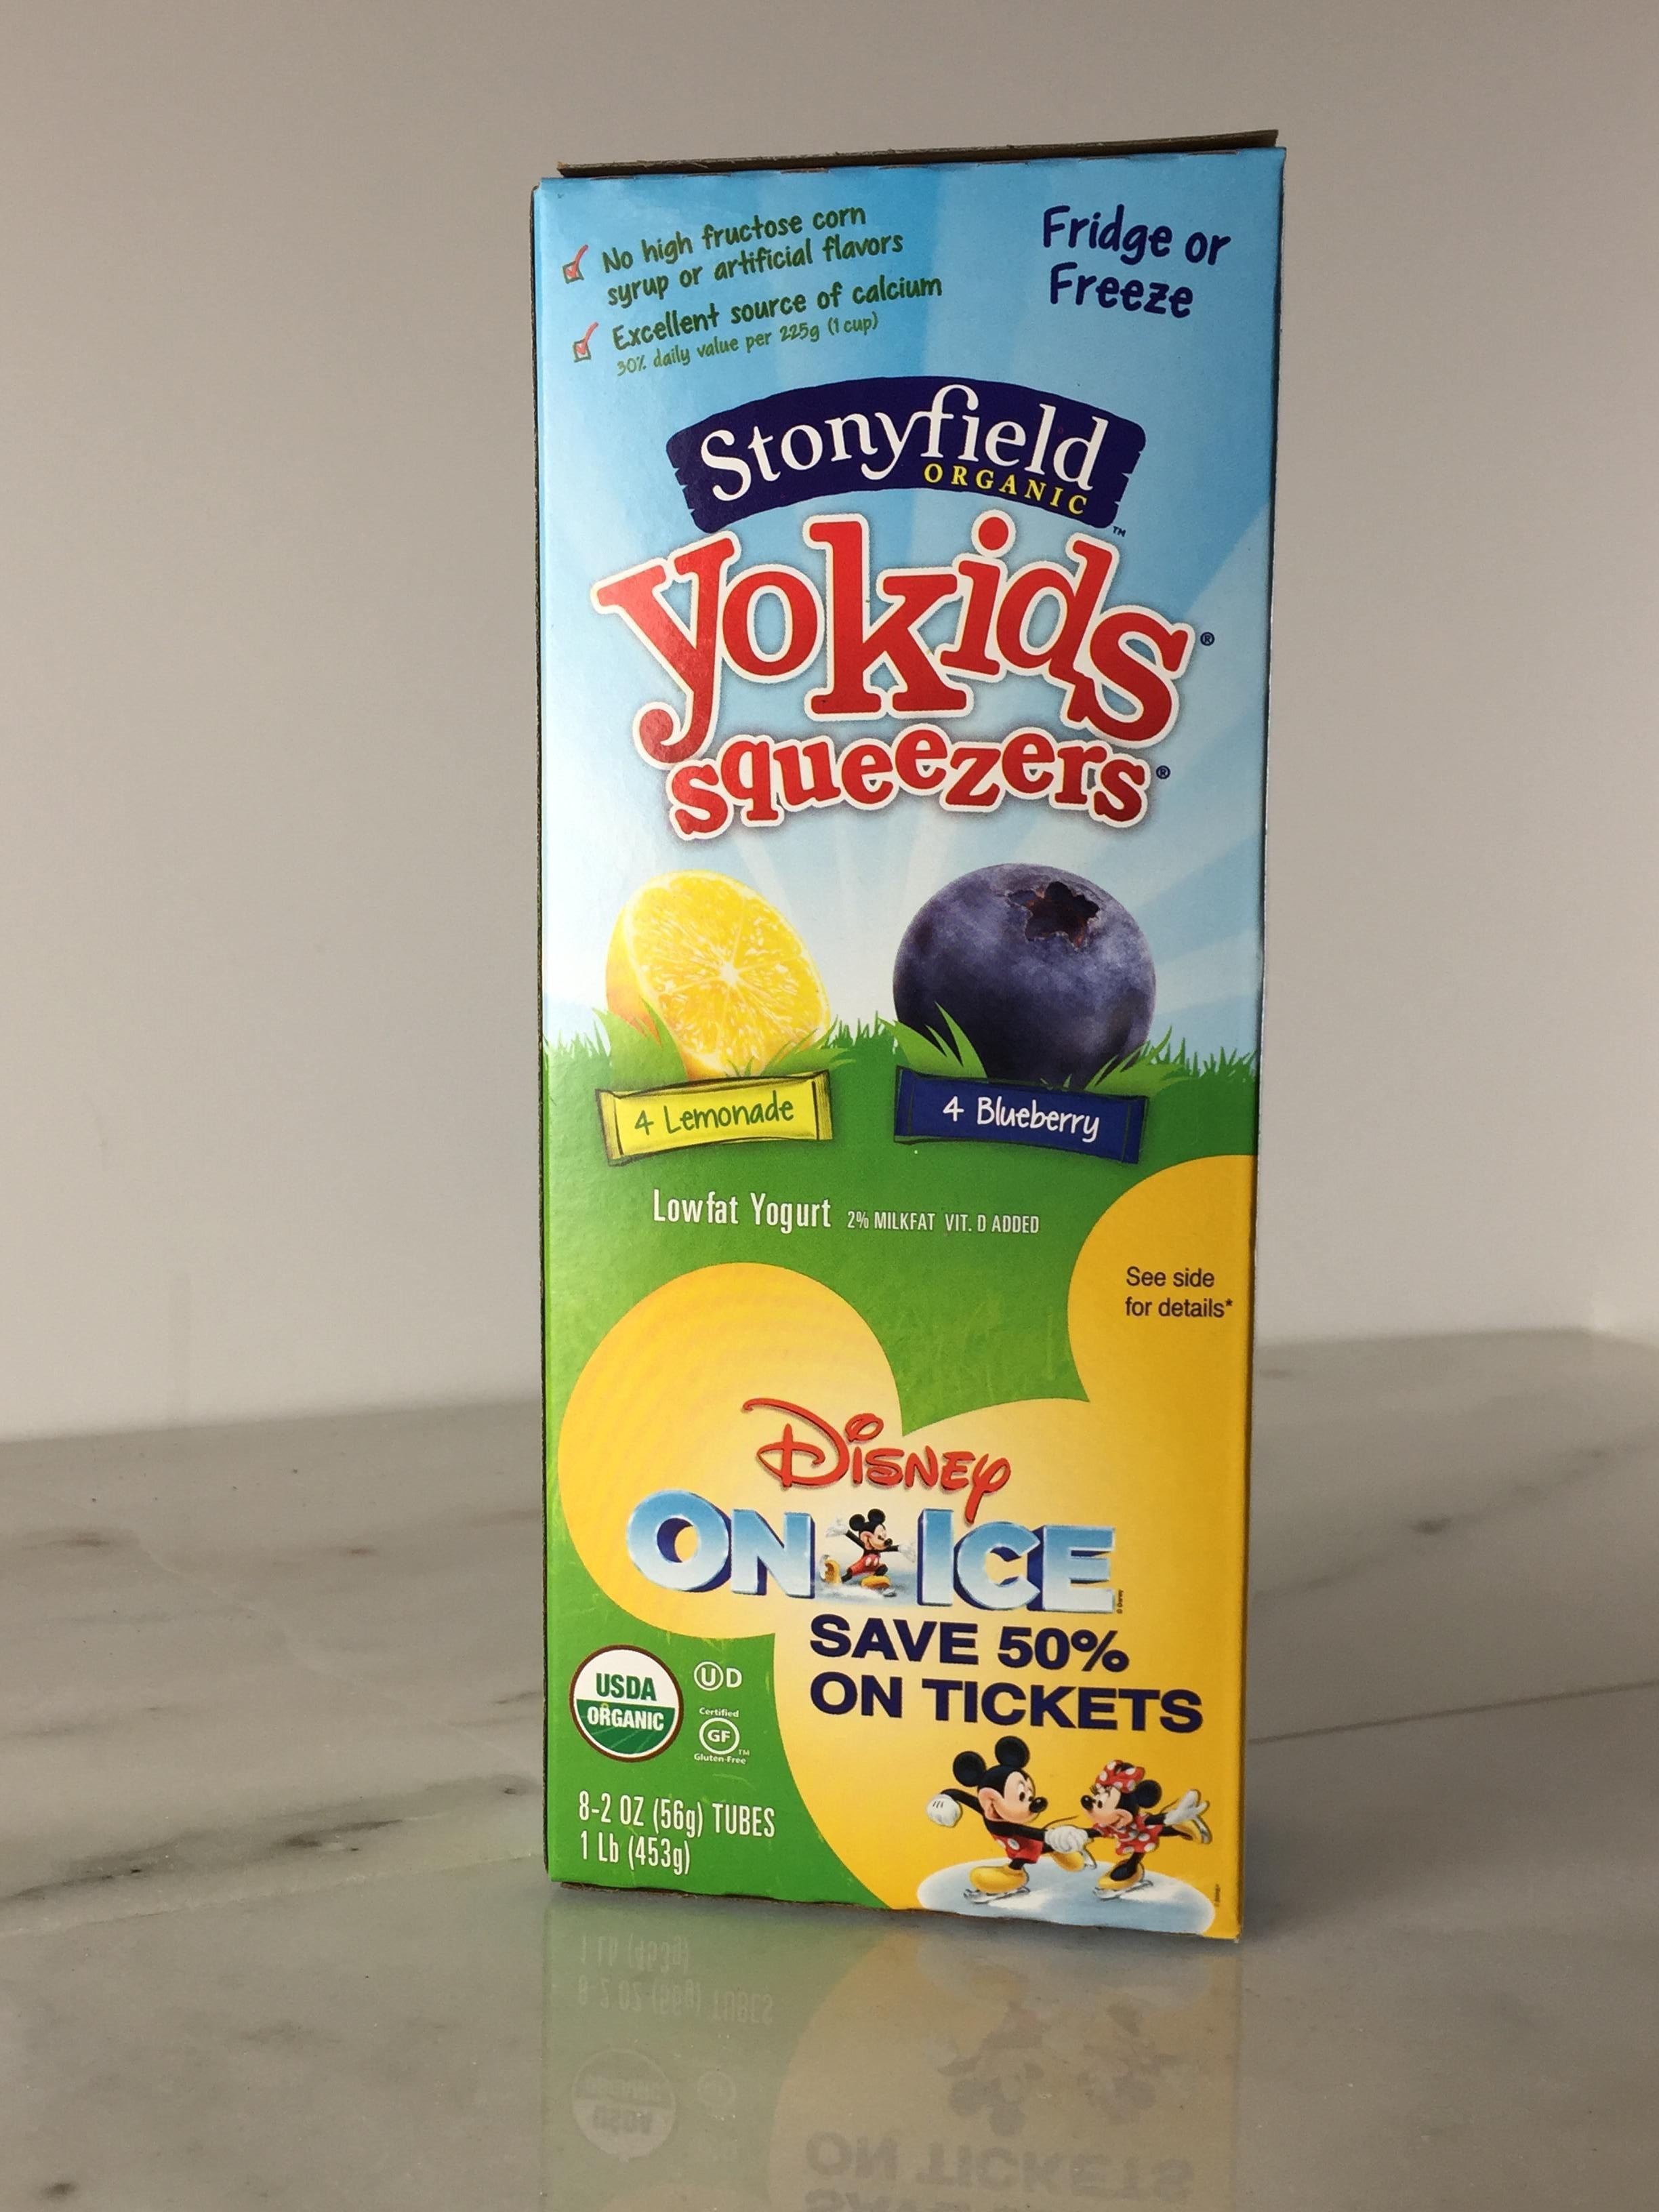 No high fructose corn
syrup or artificial flavors
Excellent source of calcium
30% daily value per 225g (1 cup)
Fridge or
Freeze
Stonyfield
ORGANIC™
yokids®
squeezers®
4 Lemonade
4 Blueberry
Lowfat Yogurt 2% MILKFAT VIT. D ADDED
See side
for details*
Disney
ON ICE
© Disney
SAVE 50%
ON TICKETS
USDA
ORGANIC
U D
Certified
GF™
Gluten-Free
8-2 OZ (56g) TUBES
1 Lb (453g)